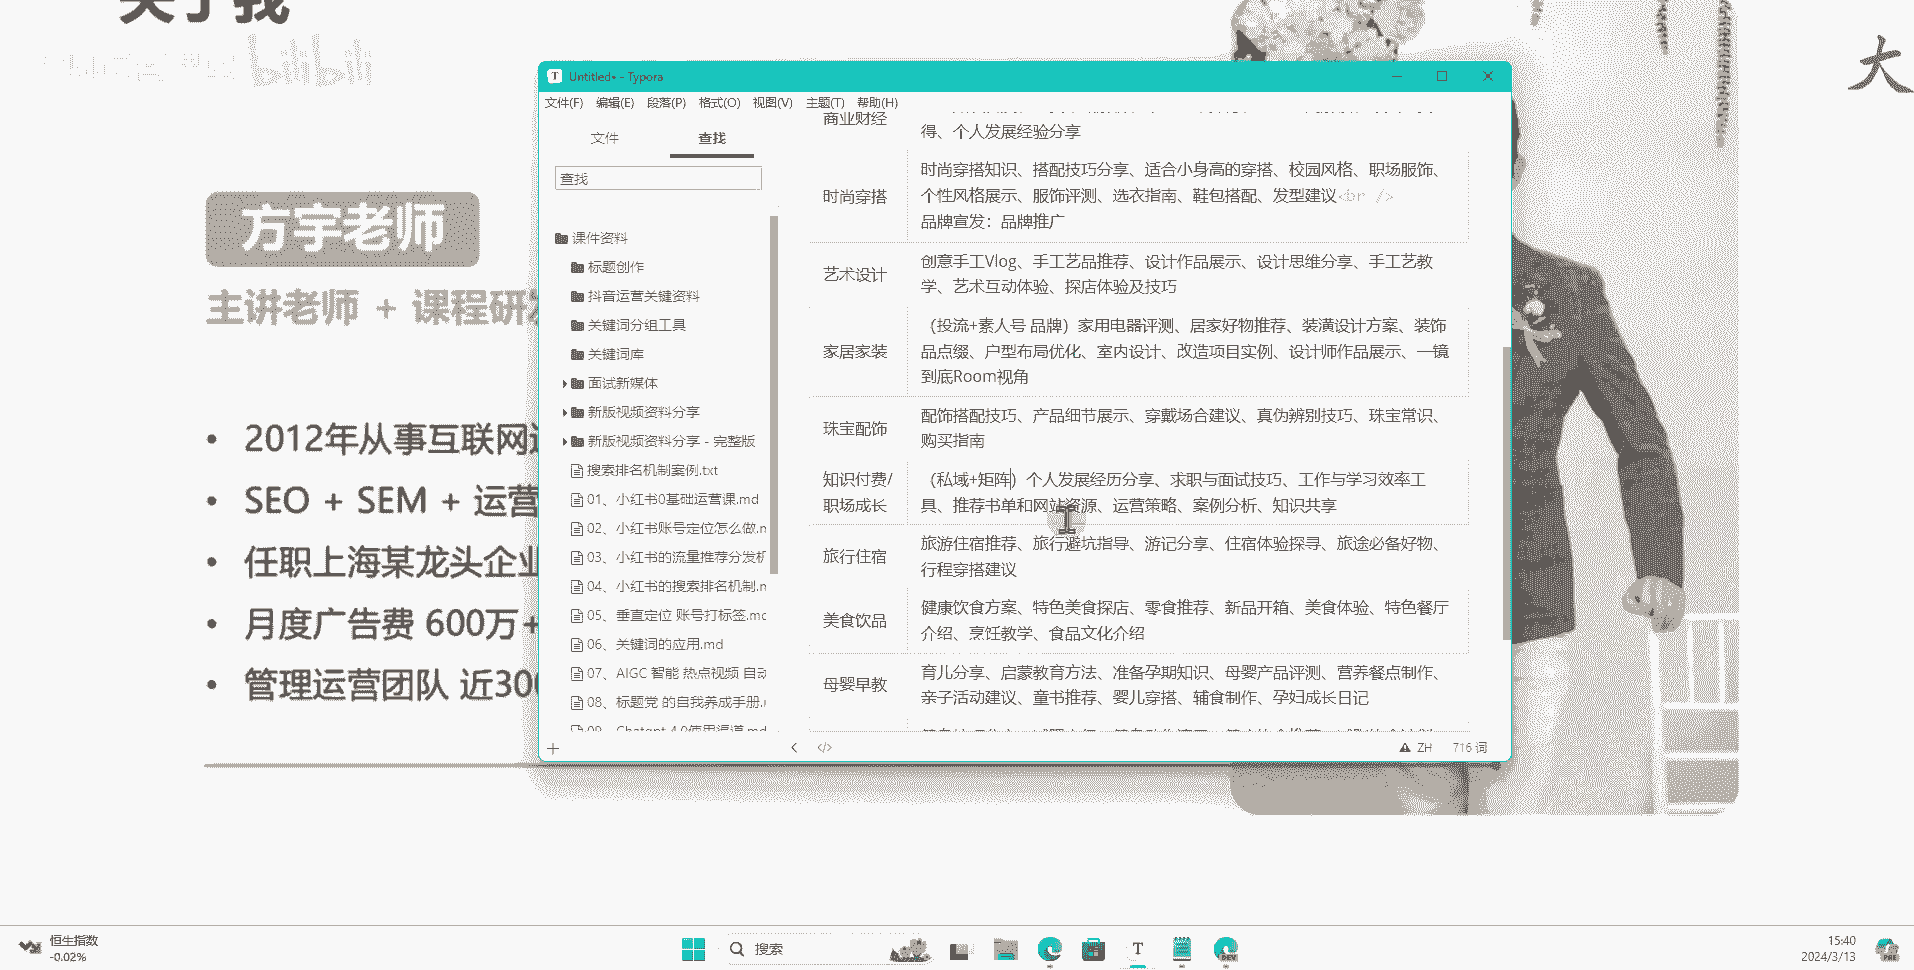 关于我
bilibili
大
方宇老师
主讲老师 + 课程研发
• 2012年从事互联网
• SEO + SEM + 运营
• 任职上海某龙头企业
• 月度广告费 600万+
• 管理运营团队 近300
Untitled• - Typora
文件(F) 编辑(E) 段落(P) 格式(O) 视图(V) 主题(T) 帮助(H)
文件 查找
查找
课件资料
标题创作
抖音运营关键资料
关键词分组工具
关键词库
面试新媒体
新版视频资料分享
新版视频资料分享 - 完整版
搜索排名机制案例.txt
01、小红书0基础运营课.md
02、小红书账号定位怎么做.m
03、小红书的流量推荐分发机
04、小红书的搜索排名机制.m
05、垂直定位 账号打标签.md
06、关键词的应用.md
07、AIGC 智能 热点视频 自动
08、标题党 的自我养成手册.
09、Chatgpt 4.0使用渠道.md
商业财经
得、个人发展经验分享
时尚穿搭
时尚穿搭知识、搭配技巧分享、适合小身高的穿搭、校园风格、职场服饰、
个性风格展示、服饰评测、选衣指南、鞋包搭配、发型建议<br />
品牌宣发：品牌推广
艺术设计
创意手工Vlog、手工艺品推荐、设计作品展示、设计思维分享、手工艺教
学、艺术互动体验、探店体验及技巧
家居家装
（投流+素人号 品牌）家用电器评测、居家好物推荐、装潢设计方案、装饰
品点缀、户型布局优化、室内设计、改造项目实例、设计师作品展示、一镜
到底Room视角
珠宝配饰
配饰搭配技巧、产品细节展示、穿戴场合建议、真伪辨别技巧、珠宝常识、
购买指南
知识付费/
职场成长
（私域+矩阵）个人发展经历分享、求职与面试技巧、工作与学习效率工
具、推荐书单和网站资源、运营策略、案例分析、知识共享
旅行住宿
旅游住宿推荐、旅行避坑指导、游记分享、住宿体验探寻、旅途必备好物、
行程穿搭建议
美食饮品
健康饮食方案、特色美食探店、零食推荐、新品开箱、美食体验、特色餐厅
介绍、烹饪教学、食品文化介绍
母婴早教
育儿分享、启蒙教育方法、准备孕期知识、母婴产品评测、营养餐点制作、
亲子活动建议、童书推荐、婴儿穿搭、辅食制作、孕妇成长日记
</> ZH 716 词
恒生指数
-0.02%
搜索
DEV
15:40
2024/3/13
PRE